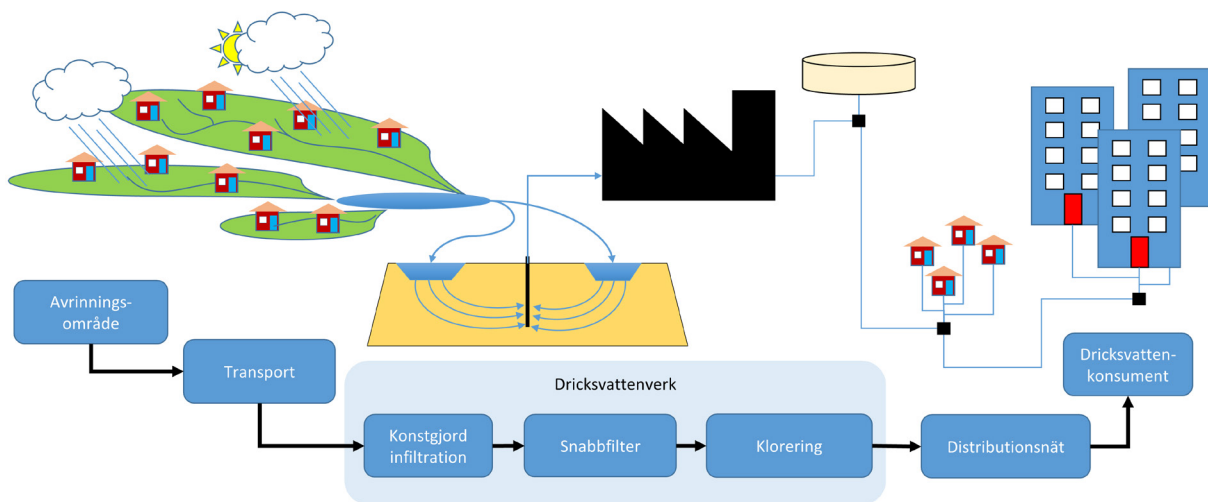 Avrinnings-
område
Transport
Dricksvattenverk
Konstgjord
infiltration
Snabbfilter
Klorering
Distributionsnät
Dricksvatten-
konsument